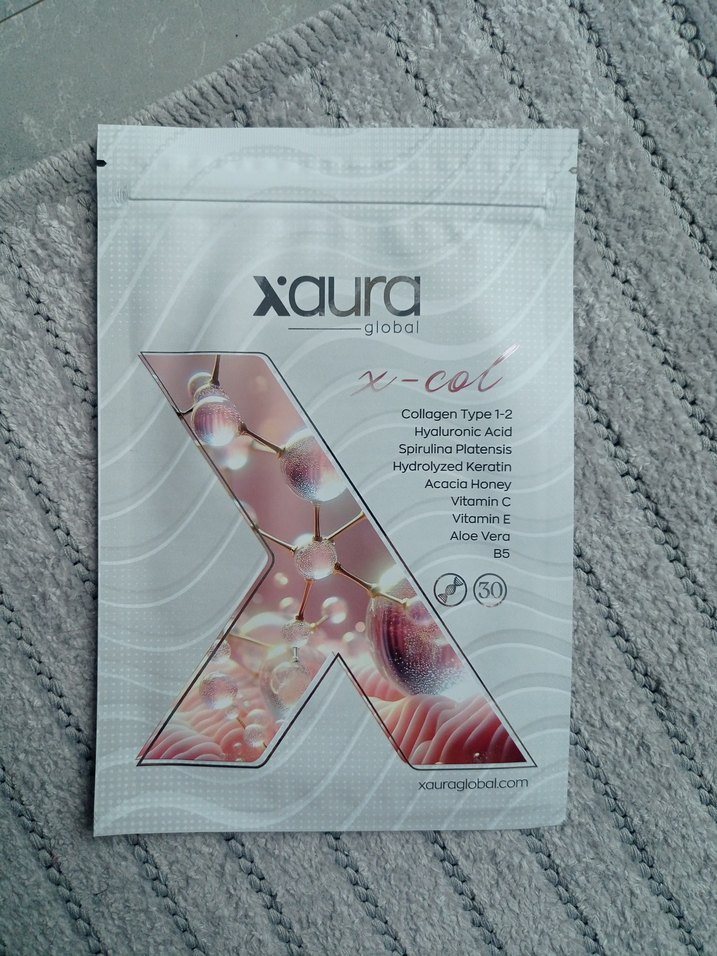 xaura
global
x-col
Collagen Type 1-2
Hyaluronic Acid
Spirulina Platensis
Hydrolyzed Keratin
Acacia Honey
Vitamin C
Vitamin E
Aloe Vera
B5
30
xauraglobal.com